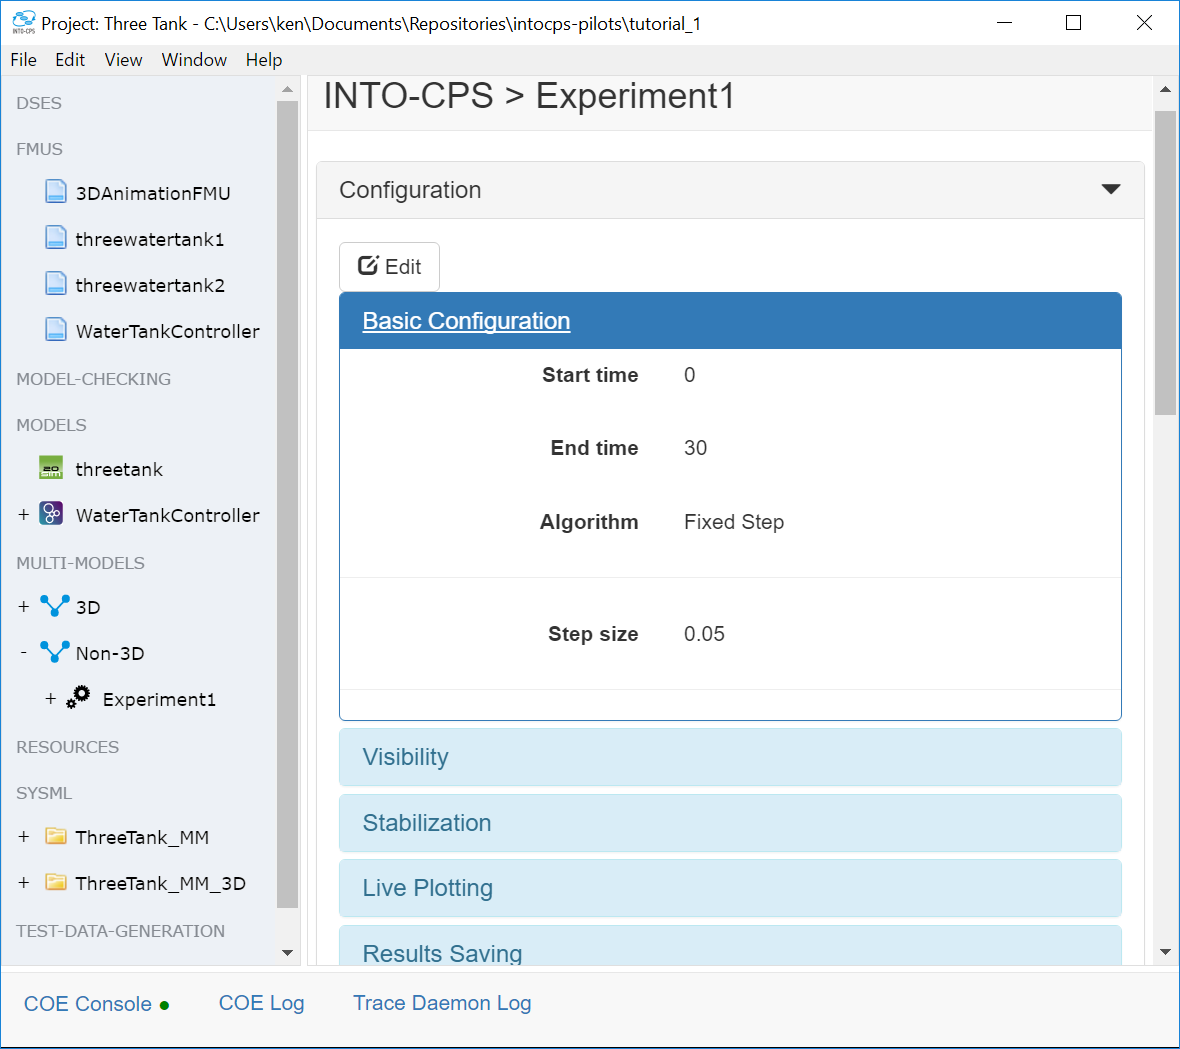 INTO-CPS
Project: Three Tank - C:\Users\ken\Documents\Repositories\intocps-pilots\tutorial_1
File Edit View Window Help
DSES
FMUS
3DAnimationFMU
threewatertank1
threewatertank2
WaterTankController
MODEL-CHECKING
MODELS
20
SIM
threetank
+ WaterTankController
MULTI-MODELS
+ 3D
- Non-3D
+ Experiment1
RESOURCES
SYSML
+ ThreeTank_MM
+ ThreeTank_MM_3D
TEST-DATA-GENERATION
INTO-CPS > Experiment1
Configuration
Edit
Basic Configuration
Start time 0
End time 30
Algorithm Fixed Step
Step size 0.05
Visibility
Stabilization
Live Plotting
Results Saving
COE Console COE Log Trace Daemon Log